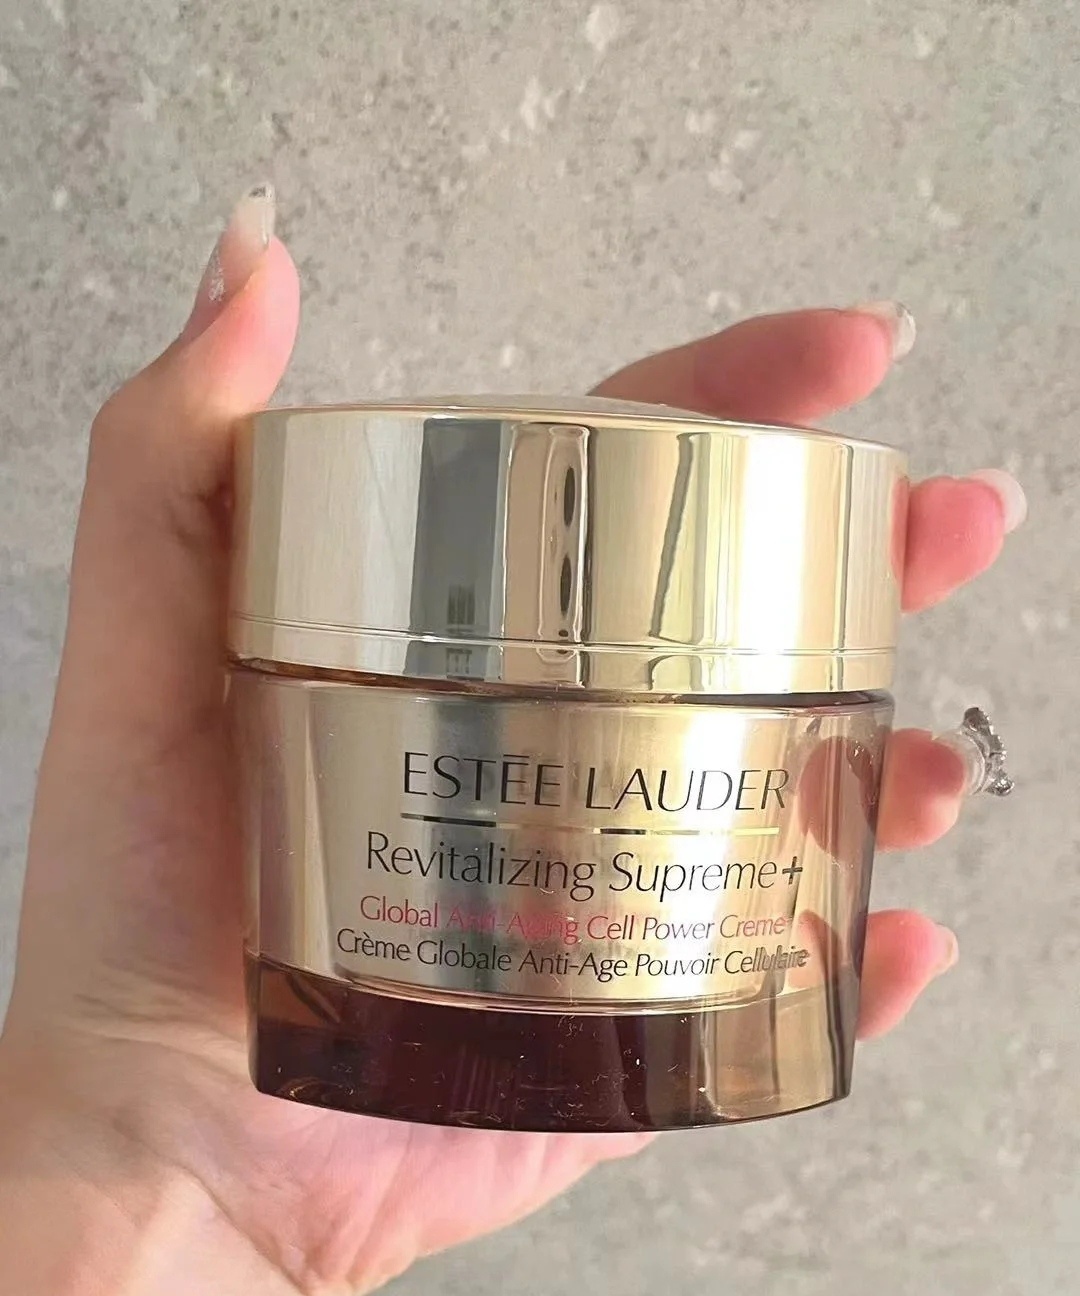 ESTĒE LAUDER
Revitalizing Supreme+
Global Anti-Aging Cell Power Creme
Crème Globale Anti-Age Pouvoir Cellulaire